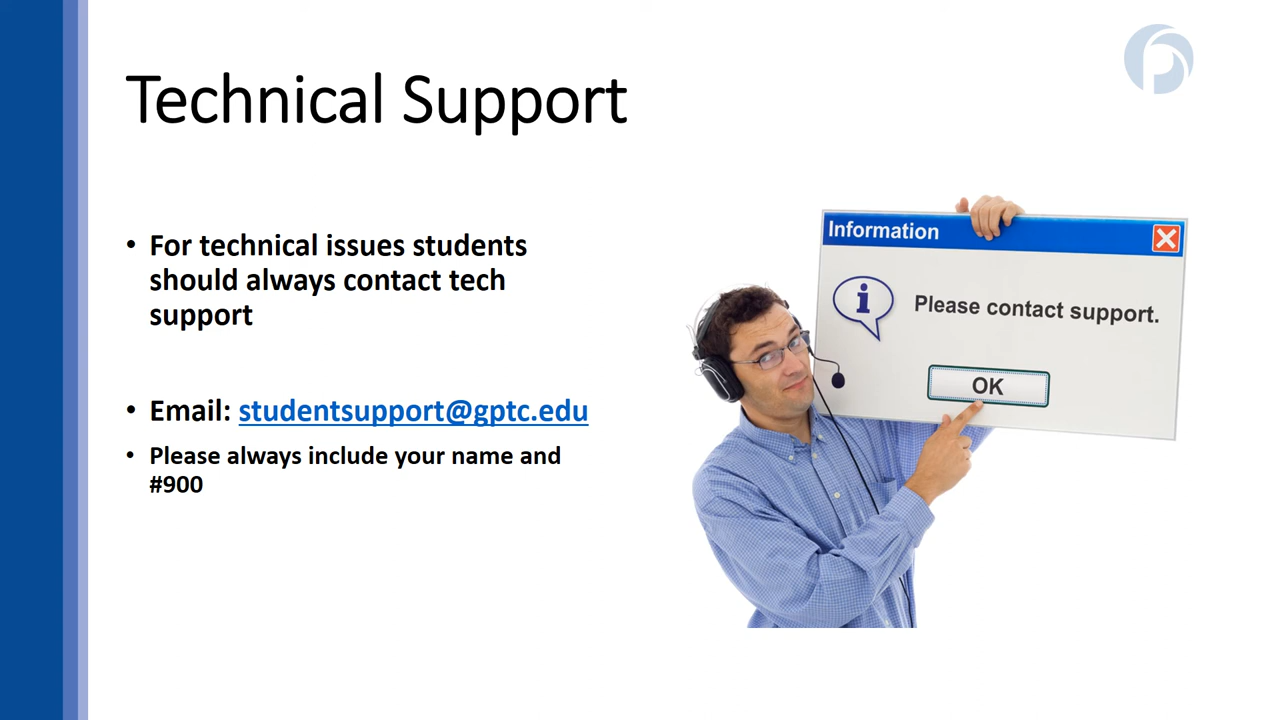 Technical Support
• For technical issues students
should always contact tech
support
• Email: studentsupport@gptc.edu
• Please always include your name and
#900
Information
Please contact support.
OK